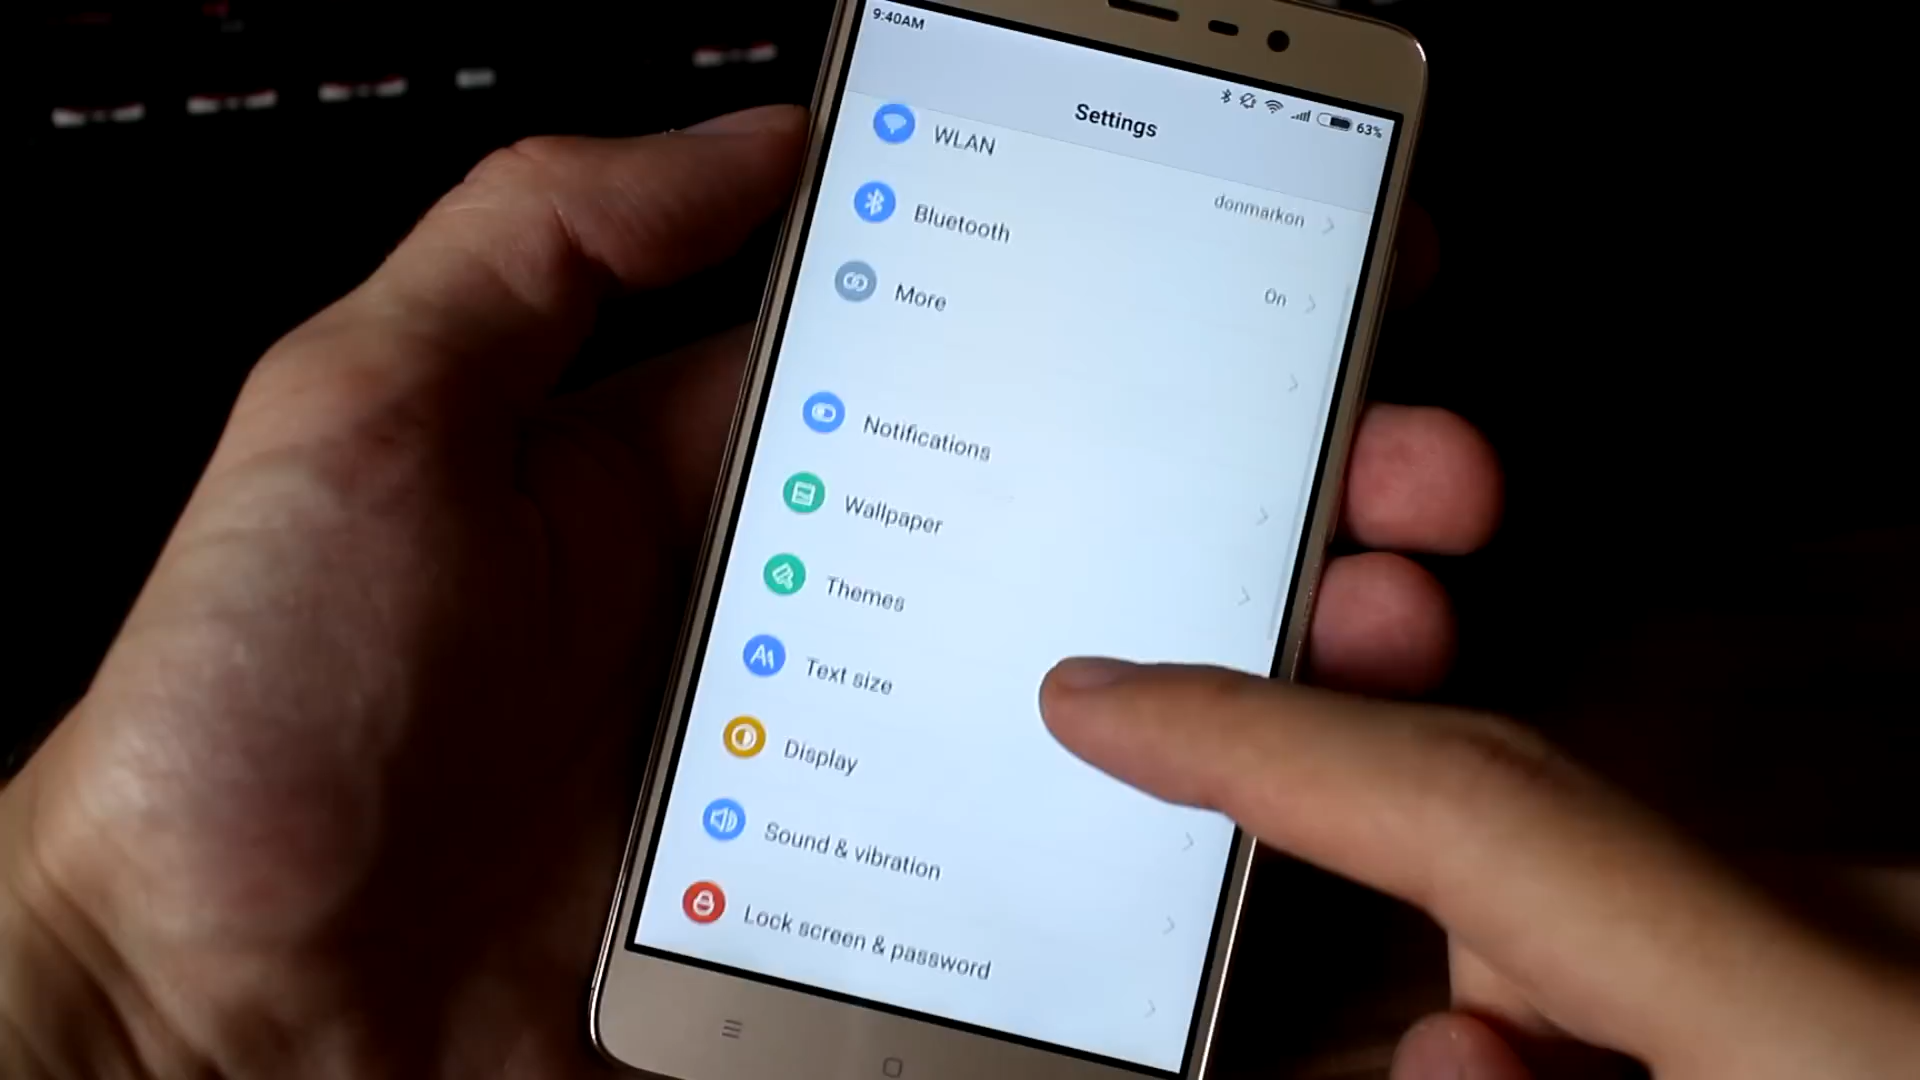 9:40AM
63%
Settings
WLAN
donmarkon
Bluetooth
On
More
Notifications
Wallpaper
Themes
Text size
Display
Sound & vibration
Lock screen & password